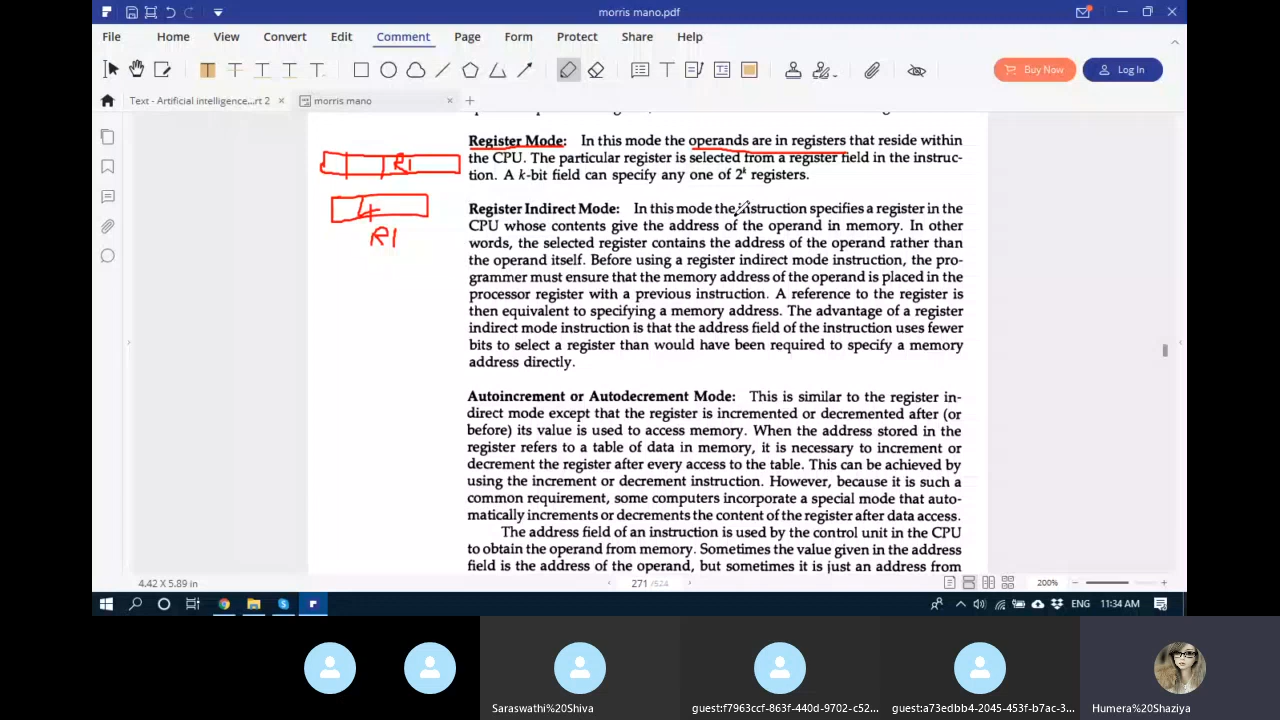 morris mano.pdf
File Home View Convert Edit Comment Page Form Protect Share Help
Buy Now Log In
Text - Artificial intelligence...rt 2 morris mano
Register Mode: In this mode the operands are in registers that reside within
the CPU. The particular register is selected from a register field in the instruc-
tion. A k-bit field can specify any one of 2k registers.
R1
4
R1
Register Indirect Mode: In this mode the instruction specifies a register in the
CPU whose contents give the address of the operand in memory. In other
words, the selected register contains the address of the operand rather than
the operand itself. Before using a register indirect mode instruction, the pro-
grammer must ensure that the memory address of the operand is placed in the
processor register with a previous instruction. A reference to the register is
then equivalent to specifying a memory address. The advantage of a register
indirect mode instruction is that the address field of the instruction uses fewer
bits to select a register than would have been required to specify a memory
address directly.
Autoincrement or Autodecrement Mode: This is similar to the register in-
direct mode except that the register is incremented or decremented after (or
before) its value is used to access memory. When the address stored in the
register refers to a table of data in memory, it is necessary to increment or
decrement the register after every access to the table. This can be achieved by
using the increment or decrement instruction. However, because it is such a
common requirement, some computers incorporate a special mode that auto-
matically increments or decrements the content of the register after data access.
The address field of an instruction is used by the control unit in the CPU
to obtain the operand from memory. Sometimes the value given in the address
field is the address of the operand, but sometimes it is just an address from
4.42 x 5.89 in 271 /524 200%
ENG 11:34 AM
Saraswathi%20Shiva guest:f7963ccf-863f-440d-9702-c52... guest:a73edbb4-2045-453f-b7ac-3... Humera%20Shaziya